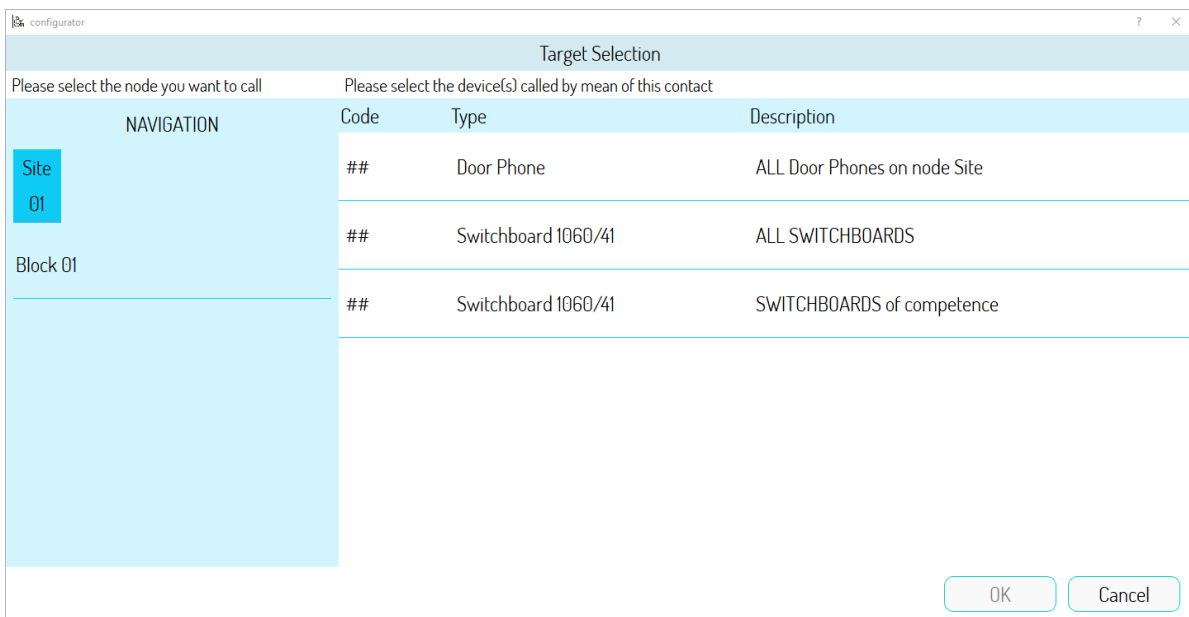 configurator
?
Target Selection
Please select the node you want to call
Please select the device(s) called by mean of this contact
NAVIGATION
Site
01
Block 01
Code Type Description
## Door Phone ALL Door Phones on node Site
## Switchboard 1060/41 ALL SWITCHBOARDS
## Switchboard 1060/41 SWITCHBOARDS of competence
OK Cancel